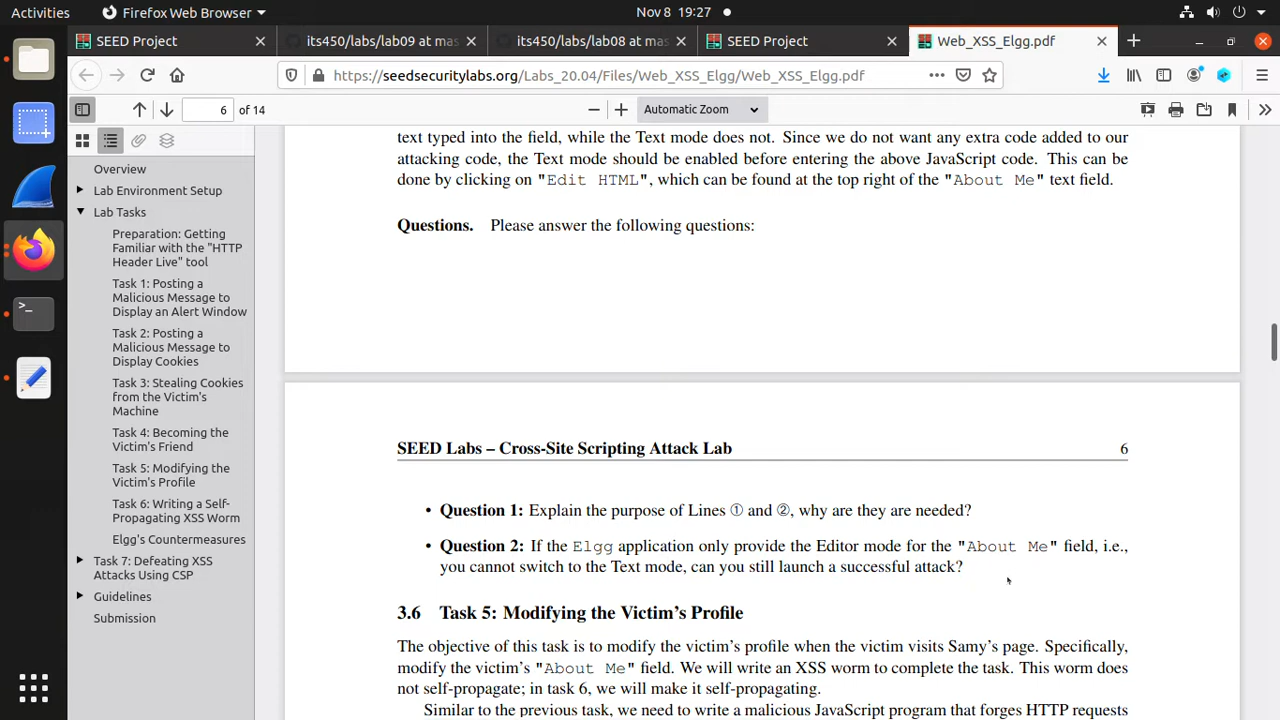 Activities
Firefox Web Browser
Nov 8 19:27
SEED Project
its450/labs/lab09 at mas
its450/labs/lab08 at mas
SEED Project
Web_XSS_Elgg.pdf
https://seedsecuritylabs.org/Labs_20.04/Files/Web_XSS_Elgg/Web_XSS_Elgg.pdf
6 of 14
Automatic Zoom
Overview
Lab Environment Setup
Lab Tasks
Preparation: Getting
Familiar with the "HTTP
Header Live" tool
Task 1: Posting a
Malicious Message to
Display an Alert Window
Task 2: Posting a
Malicious Message to
Display Cookies
Task 3: Stealing Cookies
from the Victim's
Machine
Task 4: Becoming the
Victim's Friend
Task 5: Modifying the
Victim's Profile
Task 6: Writing a Self-
Propagating XSS Worm
Elgg's Countermeasures
Task 7: Defeating XSS
Attacks Using CSP
Guidelines
Submission
text typed into the field, while the Text mode does not. Since we do not want any extra code added to our
attacking code, the Text mode should be enabled before entering the above JavaScript code. This can be
done by clicking on "Edit HTML", which can be found at the top right of the "About Me" text field.
Questions. Please answer the following questions:
SEED Labs – Cross-Site Scripting Attack Lab 6
• Question 1: Explain the purpose of Lines ① and ②, why are they are needed?
• Question 2: If the Elgg application only provide the Editor mode for the "About Me" field, i.e.,
you cannot switch to the Text mode, can you still launch a successful attack?
3.6 Task 5: Modifying the Victim's Profile
The objective of this task is to modify the victim's profile when the victim visits Samy's page. Specifically,
modify the victim's "About Me" field. We will write an XSS worm to complete the task. This worm does
not self-propagate; in task 6, we will make it self-propagating.
Similar to the previous task, we need to write a malicious JavaScript program that forges HTTP requests